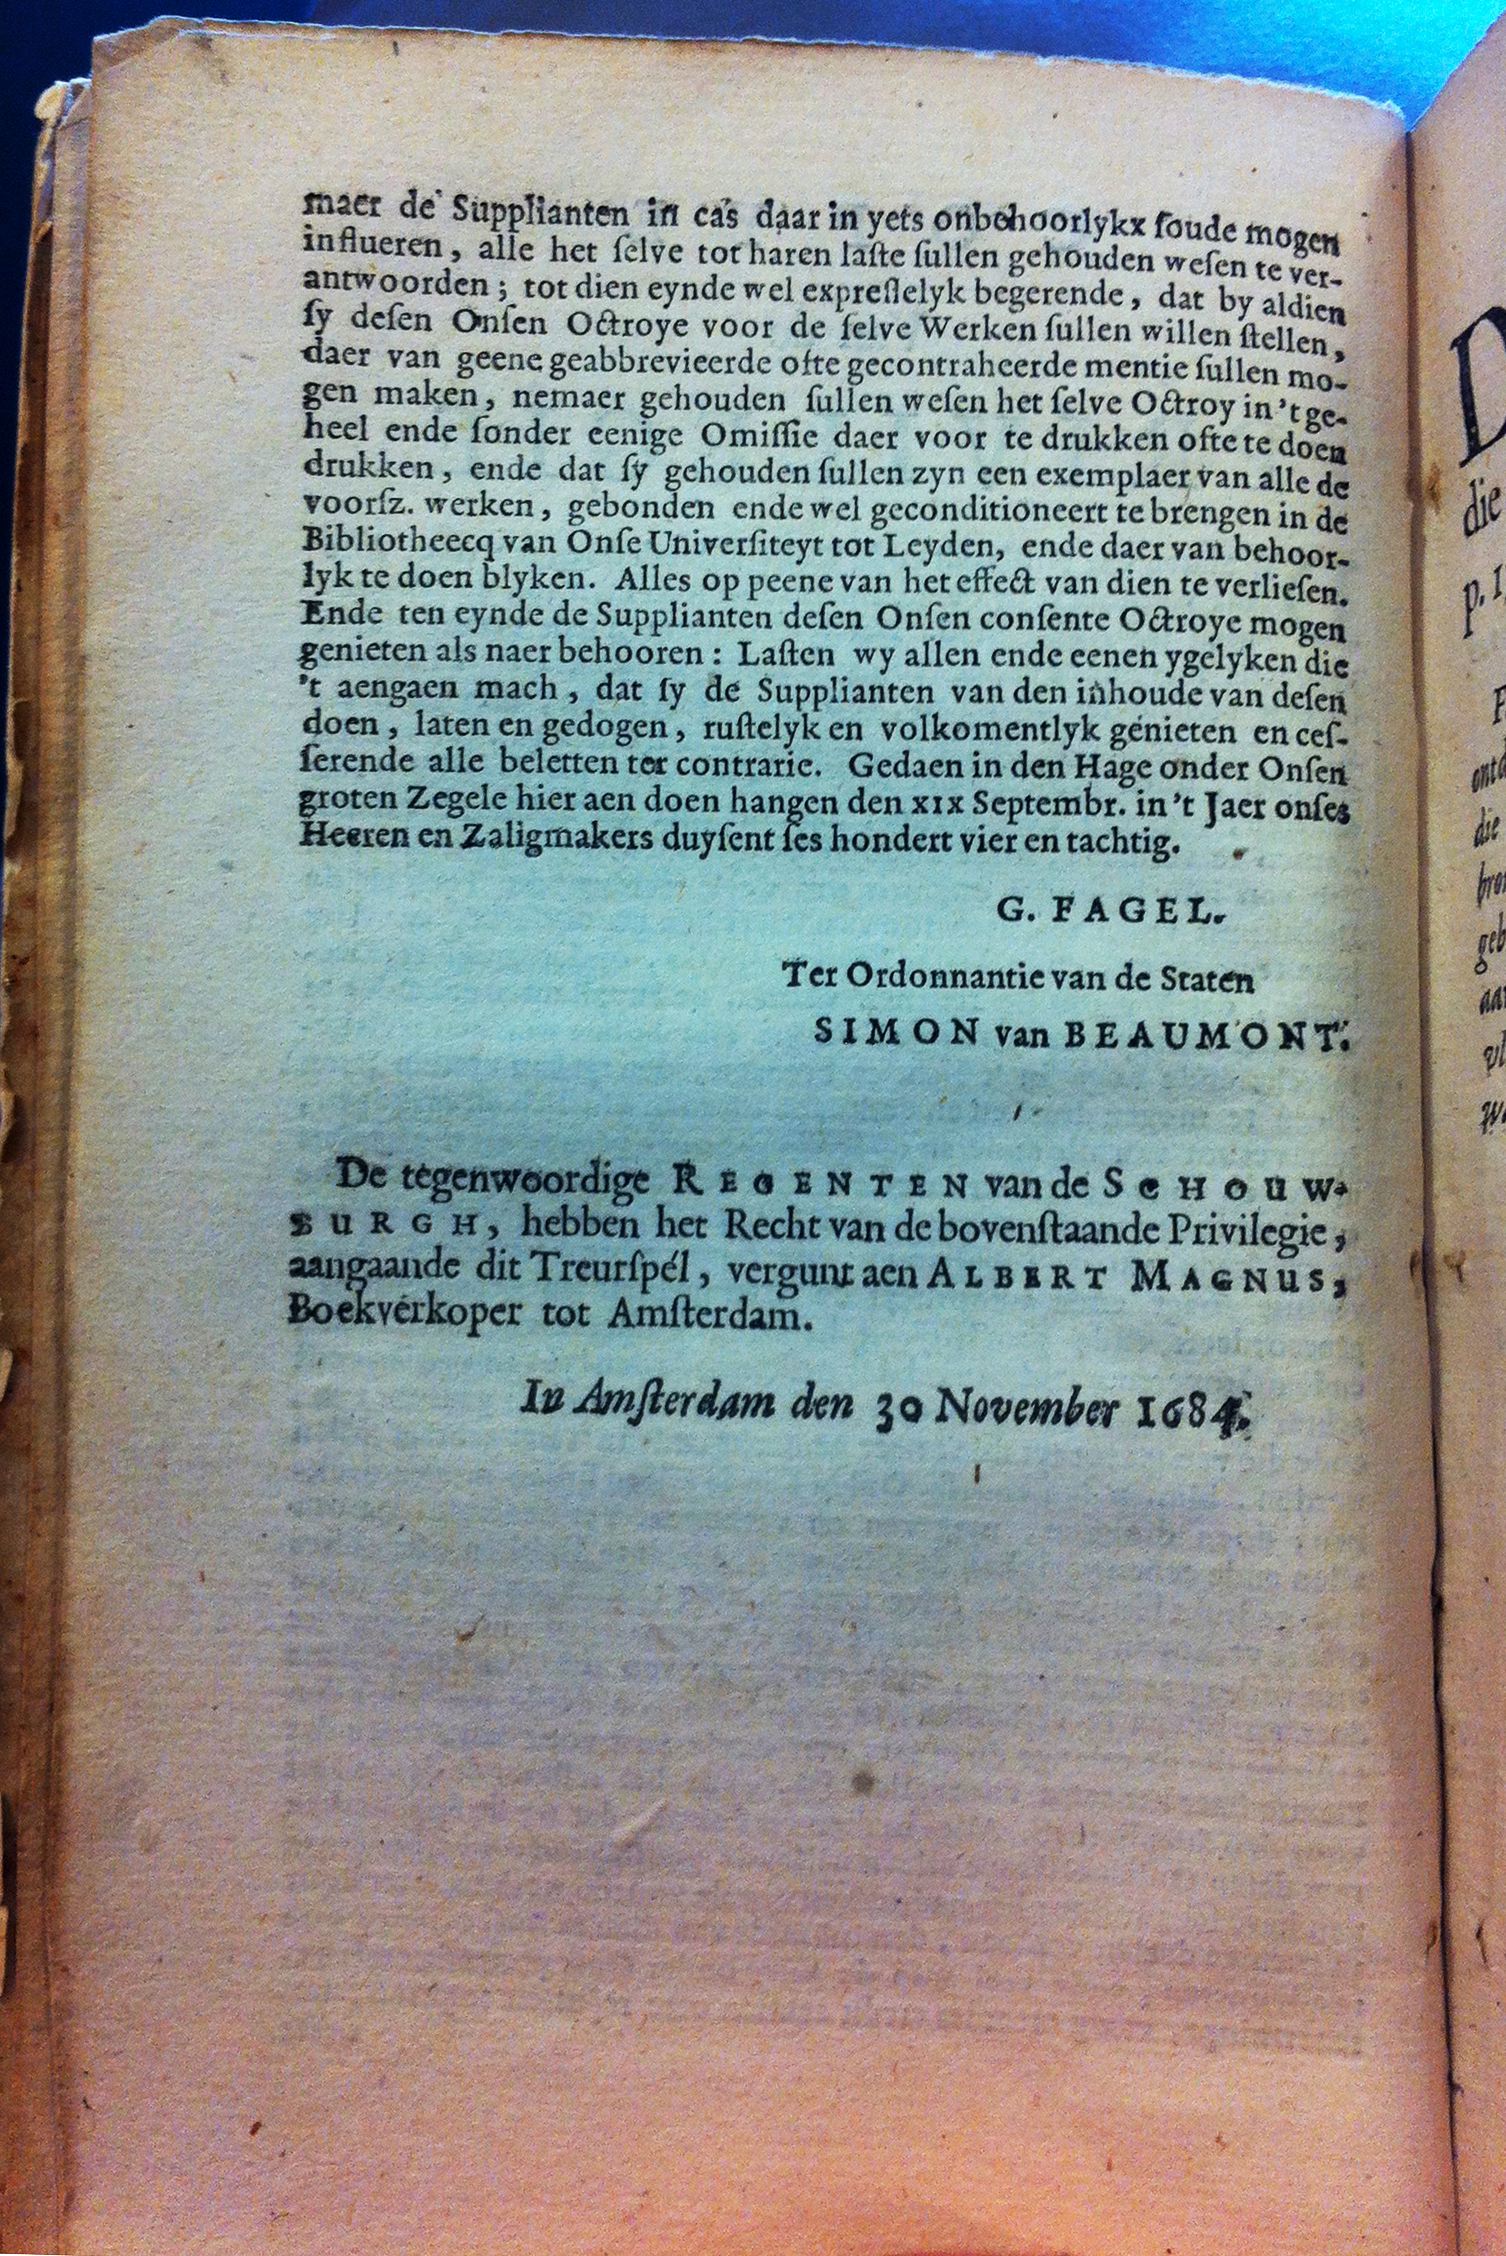 maer de Supplianten in cas daar in yets onbehoorlykx ſoude mogen
influeren, alle het ſelve tot haren laſte ſullen gehouden weſen te ver-
antwoorden; tot dien eynde wel expreſſelyk begerende, dat by aldien
ſy deſen Onſen Octroye voor de ſelve Werken ſullen willen ſtellen,
daer van geene geabbrevieerde ofte gecontraheerde mentie ſullen mo-
gen maken, nemaer gehouden ſullen weſen het ſelve Octroy in 't ge-
heel ende ſonder eenige Omiſſie daer voor te drukken ofte te doen
drukken, ende dat ſy gehouden ſullen zyn een exemplaer van alle de
voorſz. werken, gebonden ende wel geconditioneert te brengen in de
Bibliotheecq van Onſe Univerſiteyt tot Leyden, ende daer van behoor-
lyk te doen blyken. Alles op peene van het effect van dien te verlieſen.
Ende ten eynde de Supplianten deſen Onſen conſente Octroye mogen
genieten als naer behooren: Laſten wy allen ende eenen ygelyken die
't aengaen mach, dat ſy de Supplianten van den inhoude van deſen
doen, laten en gedogen, ruſtelyk en volkomentlyk genieten en ceſ-
ſerende alle beletten ter contrarie. Gedaen in den Hage onder Onſen
groten Zegele hier aen doen hangen den XIX Septembr. in 't Jaer onſes
Heeren en Zaligmakers duyſent ſes hondert vier en tachtig.
G. FAGEL.
Ter Ordonnantie van de Staten
SIMON van BEAUMONT.
De tegenwoordige REGENTEN van de SCHOUW-
BURGH, hebben het Recht van de bovenſtaande Privilegie,
aangaande dit Treurſpél, vergunt aen ALBERT MAGNUS,
Boekverkoper tot Amſterdam.
In Amſterdam den 30 November 1684.
die
p.